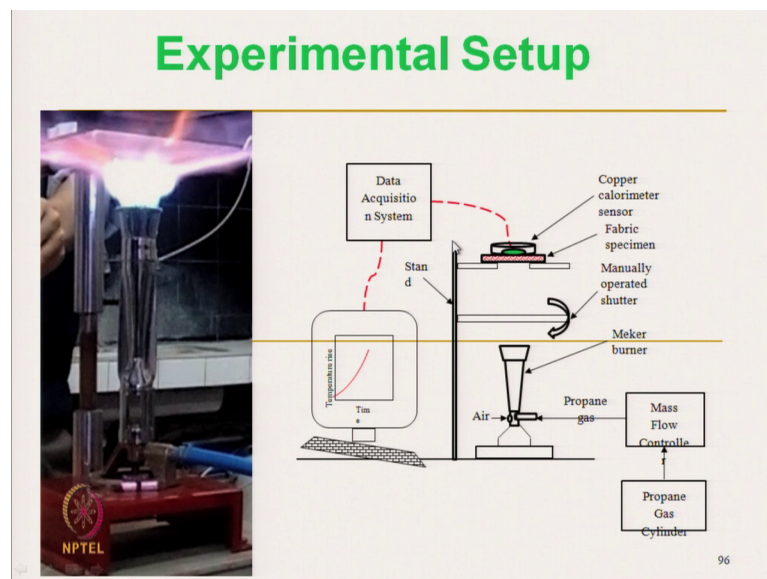 Experimental Setup
Data
Acquisitio
n System
Copper
calorimeter
sensor
Fabric
specimen
Stan
d
Manually
operated
shutter
Meker
burner
Temperature rise
Tim
e
Air
Propane
gas
Mass
Flow
Controlle
r
Propane
Gas
Cylinder
NPTEL
96